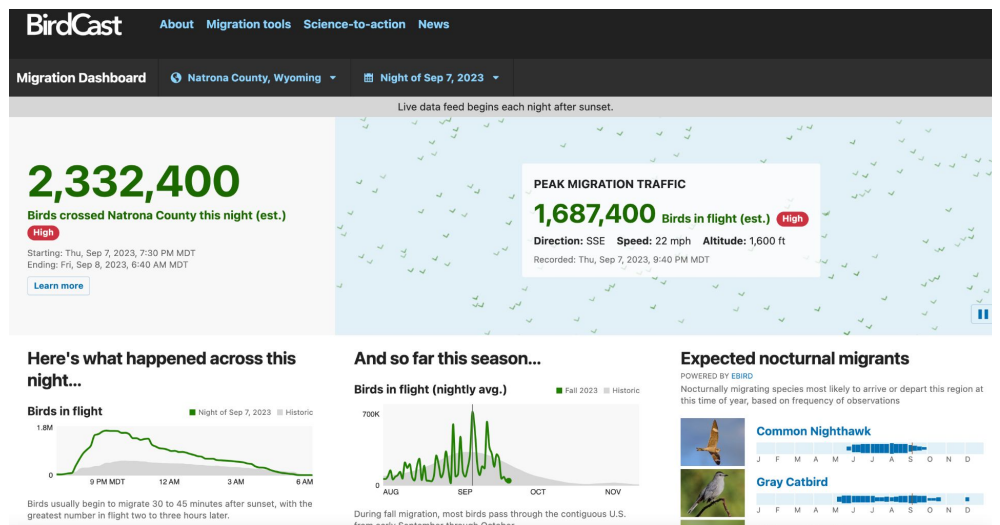 BirdCast
About Migration tools Science-to-action News
Migration Dashboard
Natrona County, Wyoming
Night of Sep 7, 2023
Live data feed begins each night after sunset.
2,332,400
Birds crossed Natrona County this night (est.)
High
Starting: Thu, Sep 7, 2023, 7:30 PM MDT
Ending: Fri, Sep 8, 2023, 6:40 AM MDT
Learn more
PEAK MIGRATION TRAFFIC
1,687,400 Birds in flight (est.) High
Direction: SSE Speed: 22 mph Altitude: 1,600 ft
Recorded: Thu, Sep 7, 2023, 9:40 PM MDT
Here's what happened across this
night...
Birds in flight
Night of Sep 7, 2023 Historic
1.8M
0
9 PM MDT 12 AM 3 AM 6 AM
Birds usually begin to migrate 30 to 45 minutes after sunset, with the
greatest number in flight two to three hours later.
And so far this season...
Birds in flight (nightly avg.)
Fall 2023 Historic
700K
0
AUG SEP OCT NOV
During fall migration, most birds pass through the contiguous U.S.
from early September through October
Expected nocturnal migrants
POWERED BY EBIRD
Nocturnally migrating species most likely to arrive or depart this region at
this time of year, based on frequency of observations
Common Nighthawk
J F M A M J J A S O N D
Gray Catbird
J F M A M J J A S O N D